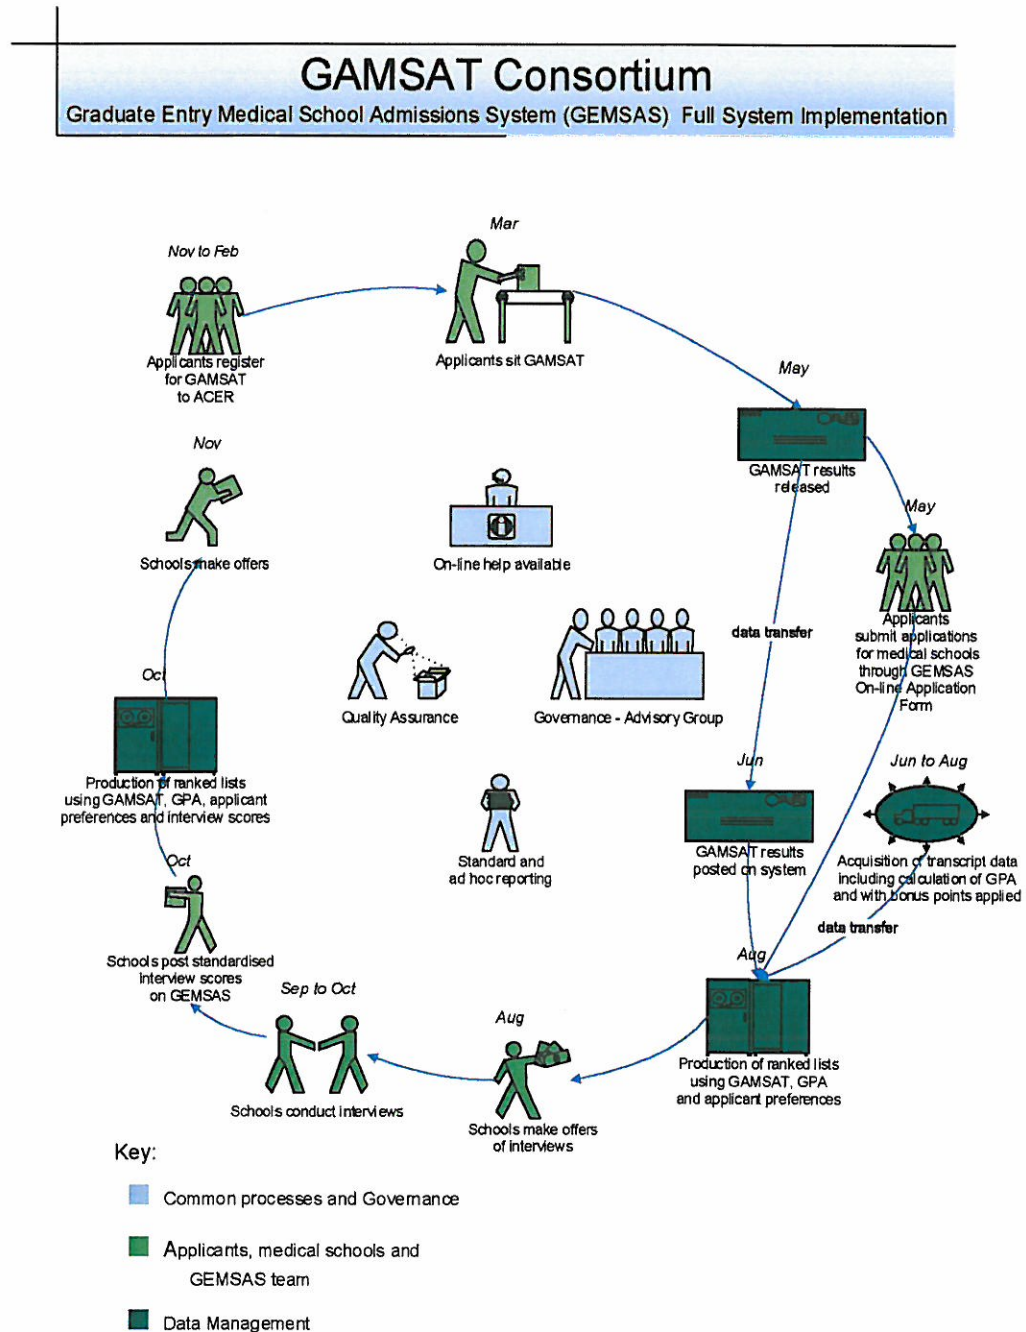 GAMSAT Consortium
Graduate Entry Medical School Admissions System (GEMSAS) Full System Implementation
Nov to Feb
Applicants register
for GAMSAT
to ACER
Mar
Applicants sit GAMSAT
May
GAMSAT results
released
May
Applicants
submit applications
for medical schools
through GEMSAS
On-line Application
Form
Nov
Schools make offers
On-line help available
data transfer
Quality Assurance
Governance - Advisory Group
Oct
Production of ranked lists
using GAMSAT, GPA, applicant
preferences and interview scores
Jun
GAMSAT results
posted on system
Jun to Aug
Acquisition of transcript data
including calculation of GPA
and with bonus points applied
data transfer
Standard and
ad hoc reporting
Oct
Schools post standardised
interview scores
on GEMSAS
Sep to Oct
Schools conduct interviews
Aug
Schools make offers
of interviews
Aug
Production of ranked lists
using GAMSAT, GPA
and applicant preferences
Key:
Common processes and Governance
Applicants, medical schools and
GEMSAS team
Data Management